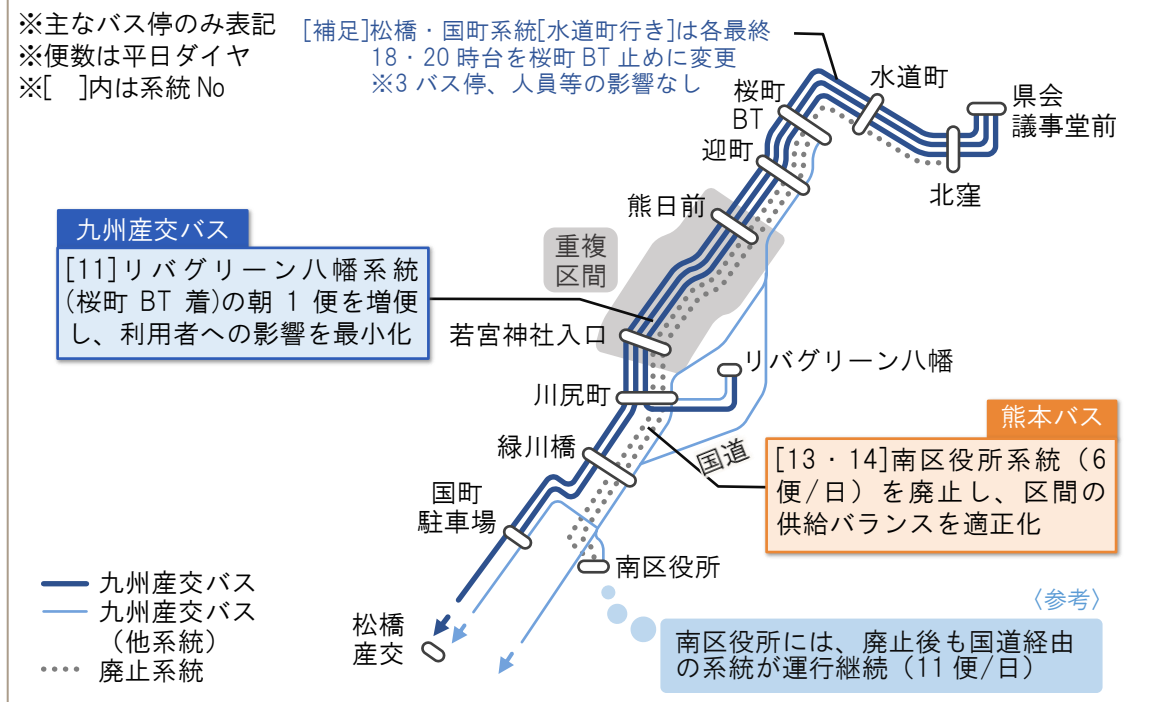 ※主なバス停のみ表記
※便数は平日ダイヤ
※[　]内は系統 No
[補足]松橋・国町系統[水道町行き]は各最終
18・20 時台を桜町 BT 止めに変更
※3 バス停、人員等の影響なし
水道町
県会
議事堂前
桜町
BT
迎町
北窪
熊日前
重複
区間
九州産交バス
[11]リバグリーン八幡系統
(桜町 BT 着)の朝 1 便を増便
し、利用者への影響を最小化
若宮神社入口
リバグリーン八幡
川尻町
緑川橋
国道
熊本バス
[13・14]南区役所系統（6
便/日）を廃止し、区間の
供給バランスを適正化
国町
駐車場
南区役所
九州産交バス
九州産交バス
（他系統）
廃止系統
松橋
産交
〈参考〉
南区役所には、廃止後も国道経由
の系統が運行継続（11 便/日）